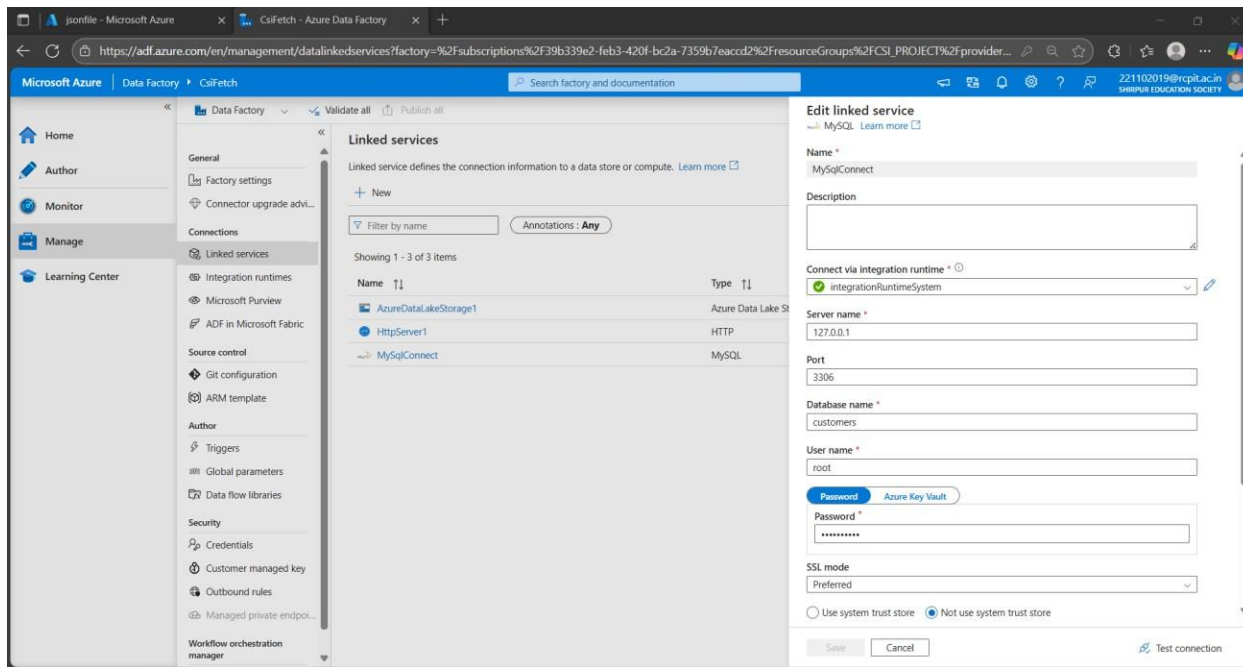 jsonfile - Microsoft Azure
CsiFetch - Azure Data Factory
https://adf.azure.com/en/management/datalinkedservices?factory=%2Fsubscriptions%2F39b339e2-feb3-420f-bc2a-7359b7eaccd2%2FresourceGroups%2FCSI_PROJECT%2Fprovider...
Microsoft Azure
Data Factory
CsiFetch
Search factory and documentation
221102019@rcpit.ac.in
SHIRPUR EDUCATION SOCIETY
Home
Author
Monitor
Manage
Learning Center
Data Factory
Validate all
Publish all
General
Factory settings
Connector upgrade advi...
Connections
Linked services
Integration runtimes
Microsoft Purview
ADF in Microsoft Fabric
Source control
Git configuration
ARM template
Author
Triggers
Global parameters
Data flow libraries
Security
Credentials
Customer managed key
Outbound rules
Managed private endpoi...
Workflow orchestration
manager
Linked services
Linked service defines the connection information to a data store or compute. Learn more
New
Filter by name
Annotations : Any
Showing 1 - 3 of 3 items
Name Type
AzureDataLakeStorage1 Azure Data Lake St
HttpServer1 HTTP
MySqlConnect MySQL
Edit linked service
MySQL Learn more
Name *
MySqlConnect
Description
Connect via integration runtime *
integrationRuntimeSystem
Server name *
127.0.0.1
Port
3306
Database name *
customers
User name *
root
Password Azure Key Vault
Password *
••••••••••
SSL mode
Preferred
Use system trust store Not use system trust store
Save Cancel Test connection